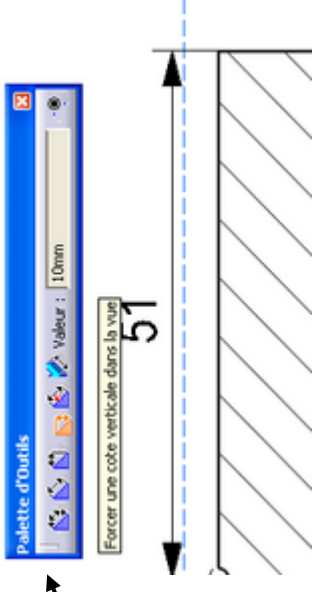 Palette d'Outils
Valeur : 10mm
Forcer une cote verticale dans la vue
51